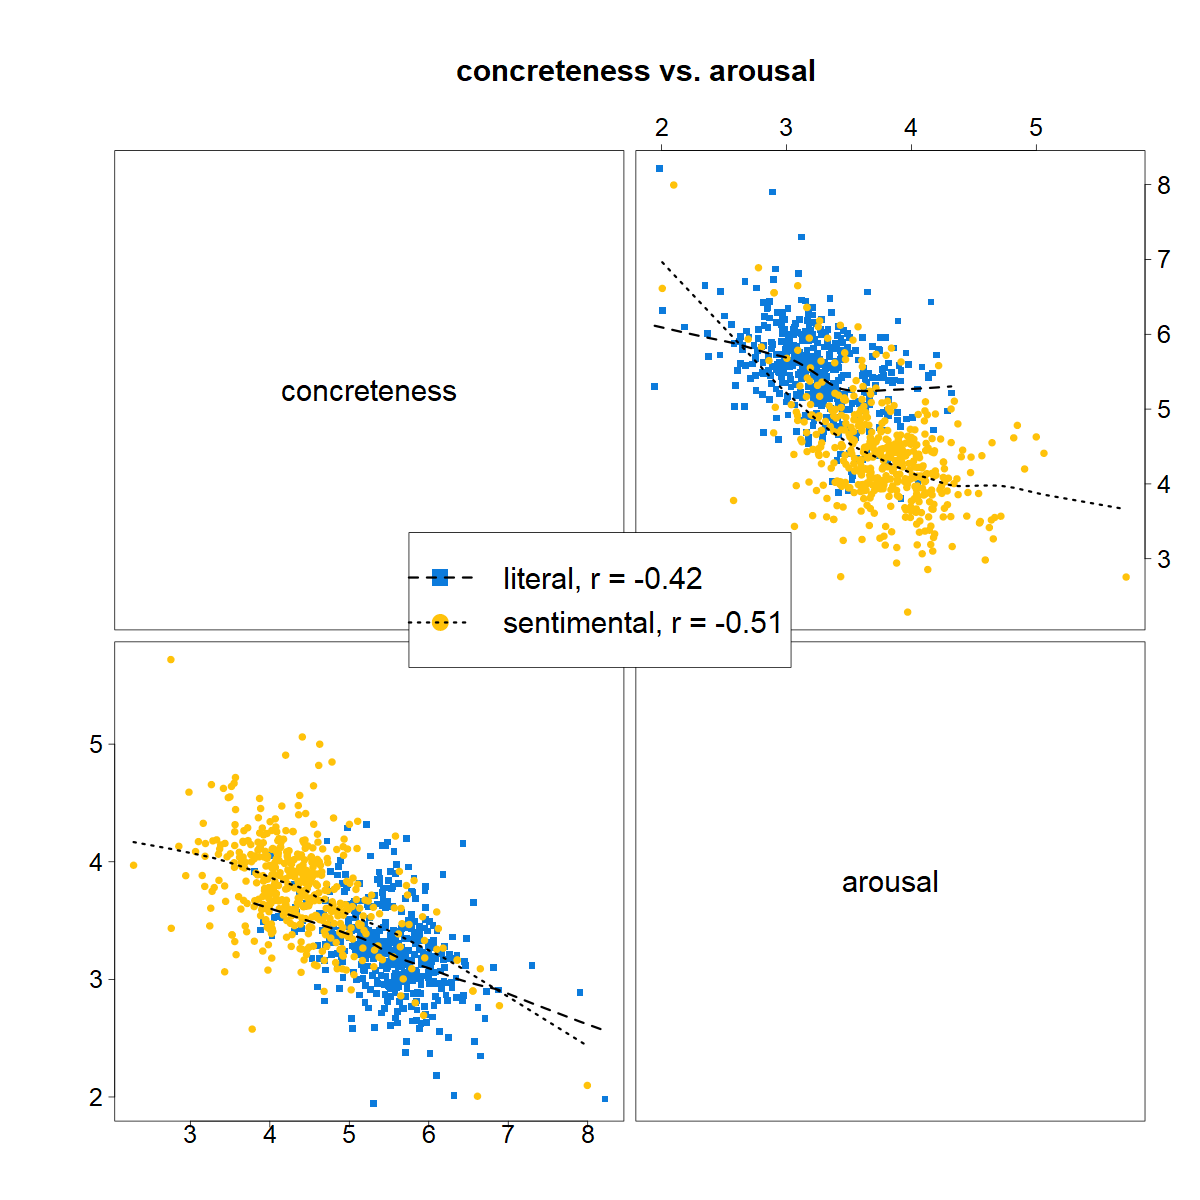 concreteness vs. arousal
2 3 4 5
concreteness
8
7
6
5
4
3
literal, r = -0.42
sentimental, r = -0.51
5
4
3
2
arousal
3 4 5 6 7 8